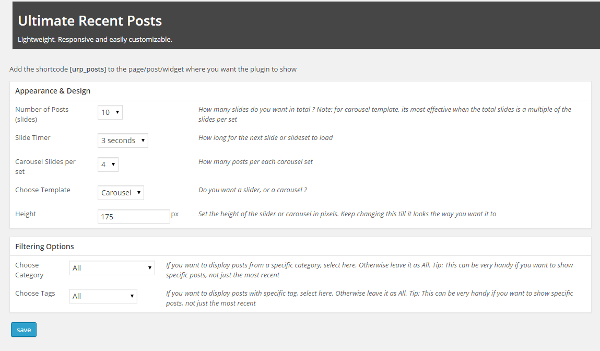 Ultimate Recent Posts
Lightweight. Responsive and easily customizable.
Add the shortcode [urp_posts] to the page/post/widget where you want the plugin to show
Appearance & Design
Number of Posts (slides)
10
How many slides do you want in total ? Note: for carousel template, its most effective when the total slides is a multiple of the
slides per set
Slide Timer
3 seconds
How long for the next slide or slideset to load
Carousel Slides per set
4
How many posts per each carousel set
Choose Template
Carousel
Do you want a slider, or a carousel ?
Height
175
px
Set the height of the slider or carousel in pixels. Keep changing this till it looks the way you want it to
Filtering Options
Choose Category
All
If you want to display posts from a specific category, select here. Otherwise leave it as All. Tip: This can be very handy if you want to show
specific posts, not just the most recent
Choose Tags
All
If you want to display posts with specific tag, select here. Otherwise leave it as All. Tip: This can be very handy if you want to show specific
posts, not just the most recent
save